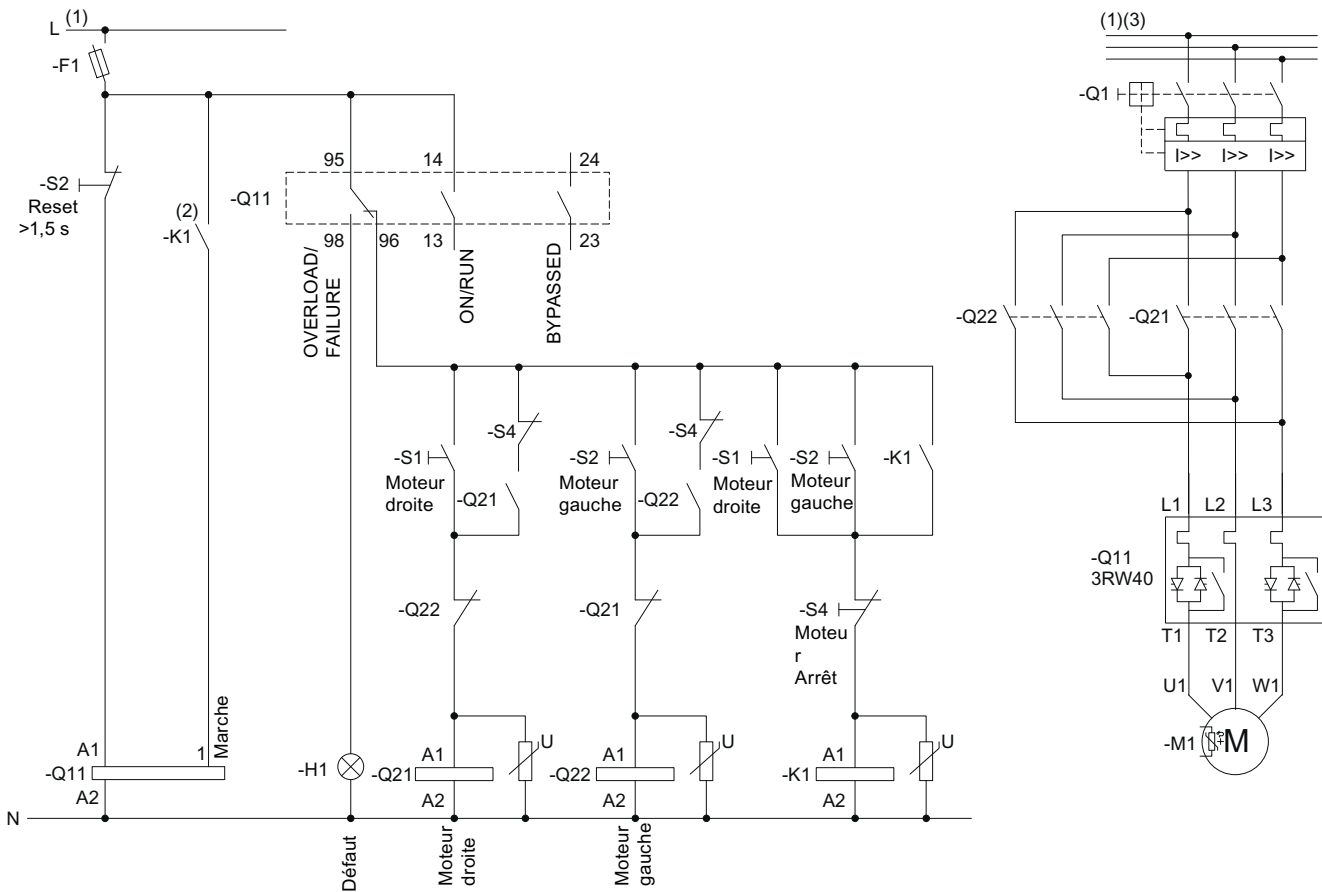 L (1)
-F1
-S2
Reset
>1,5 s
(2)
-K1
95
14
24
-Q11
98
96
13
23
OVERLOAD/
FAILURE
ON/RUN
BYPASSED
-S1
Moteur
droite
-S4
-Q21
-S2
Moteur
gauche
-S4
-Q22
-S1
Moteur
droite
-S2
Moteur
gauche
-K1
-Q22
-Q21
-S4
Moteu
r
Arrêt
A1
1
Marche
-Q11
A2
-H1
A1
-Q21
A2
U
A1
-Q22
A2
U
A1
-K1
A2
U
N
Défaut
Moteur
droite
Moteur
gauche
(1)(3)
-Q1
I>> I>> I>>
-Q22
-Q21
L1 L2 L3
-Q11
3RW40
T1 T2 T3
U1 V1 W1
-M1
M